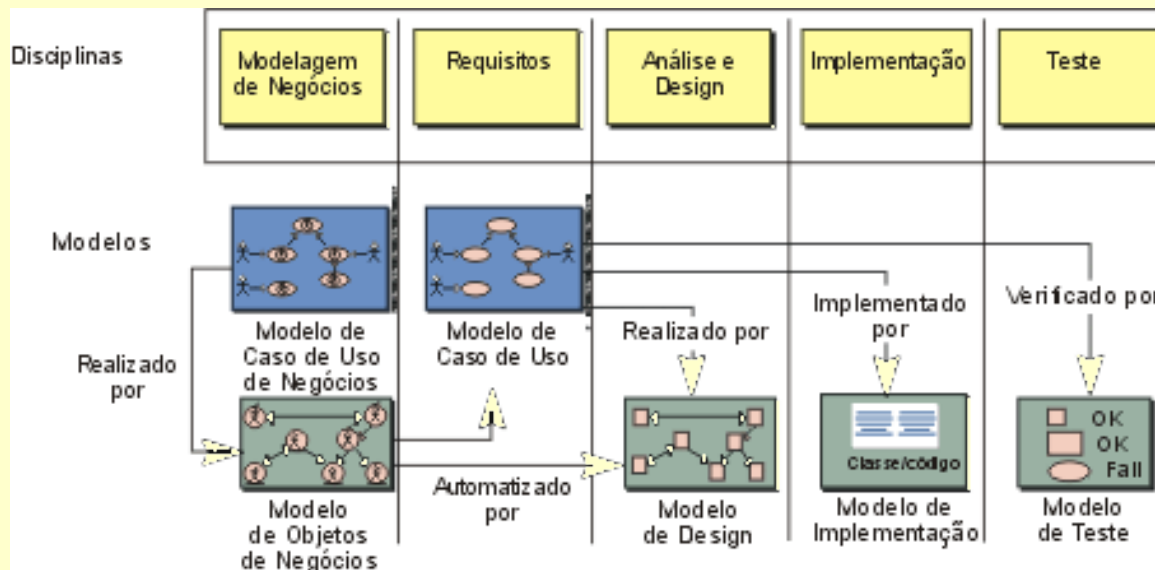 Disciplinas
Modelagem
de Negócios
Requisitos
Análise e
Design
Implementação
Teste
Modelos
Modelo de
Caso de Uso
de Negócios
Modelo de
Caso de Uso
Realizado
por
Realizado por
Implementado
por
Verificado por
Automatizado
por
Modelo
de Objetos
de Negócios
Modelo
de Design
Classe/código
Modelo de
Implementação
OK
OK
Fall
Modelo
de Teste